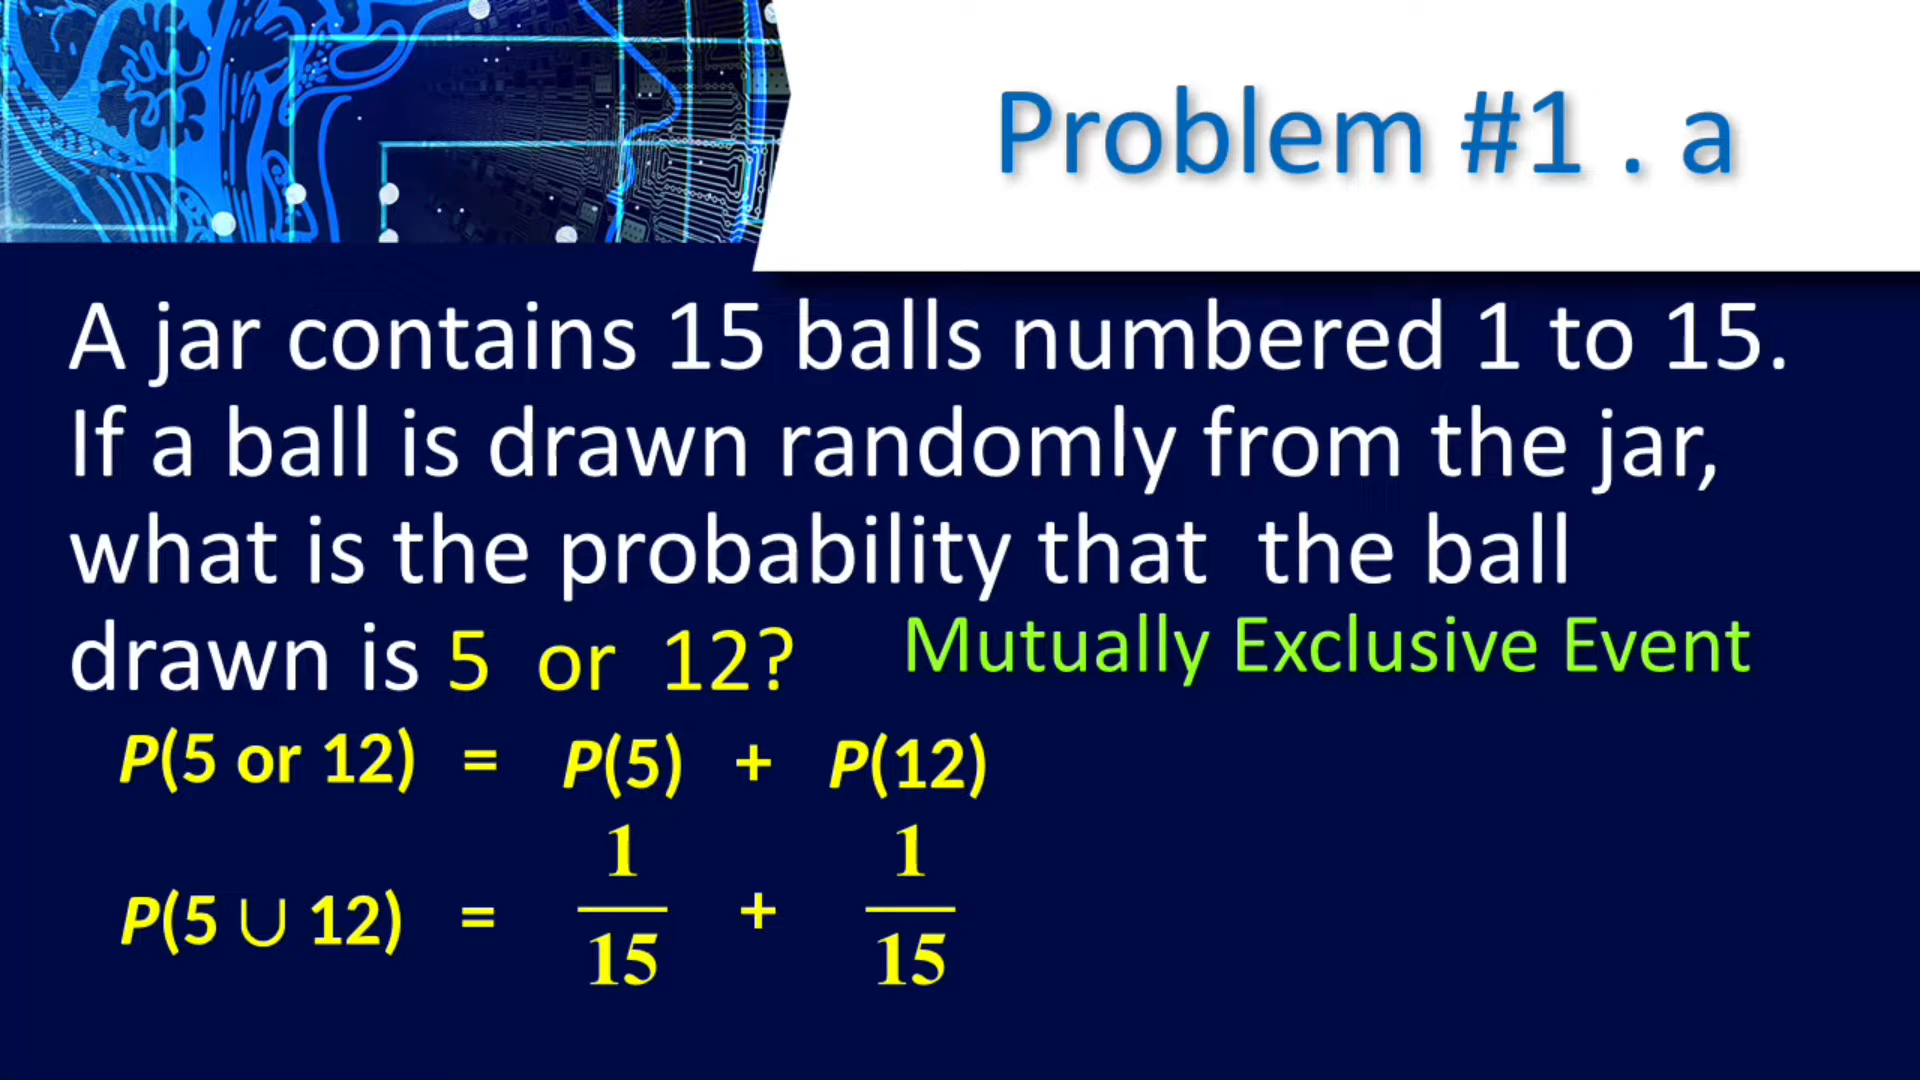 Problem #1 . a
A jar contains 15 balls numbered 1 to 15.
If a ball is drawn randomly from the jar,
what is the probability that  the ball
drawn is 5  or  12?
Mutually Exclusive Event
P(5 or 12) = P(5) + P(12)
P(5 ∪ 12) = 1/15 + 1/15